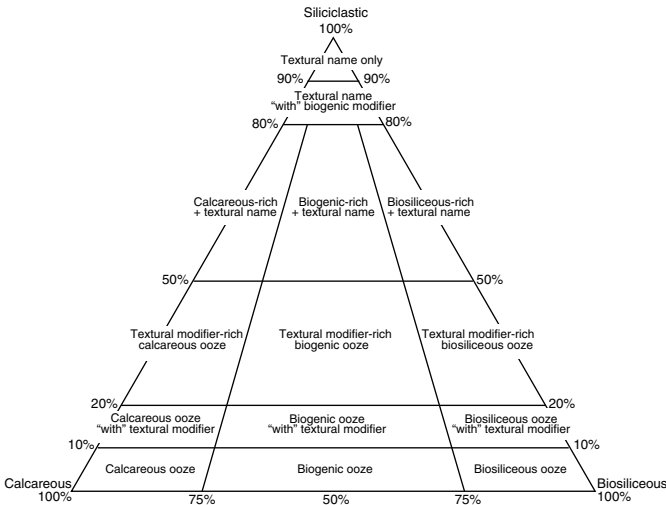 Siliciclastic
100%
Textural name only
90% 90%
Textural name
“with” biogenic modifier
80% 80%
Calcareous-rich
+ textural name
Biogenic-rich
+ textural name
Biosiliceous-rich
+ textural name
50% 50%
Textural modifier-rich
calcareous ooze
Textural modifier-rich
biogenic ooze
Textural modifier-rich
biosiliceous ooze
20% 20%
Calcareous ooze
“with” textural modifier
Biogenic ooze
“with” textural modifier
Biosiliceous ooze
“with” textural modifier
10% 10%
Calcareous ooze
Biogenic ooze
Biosiliceous ooze
Calcareous
100%
75%
50%
75%
Biosiliceous
100%